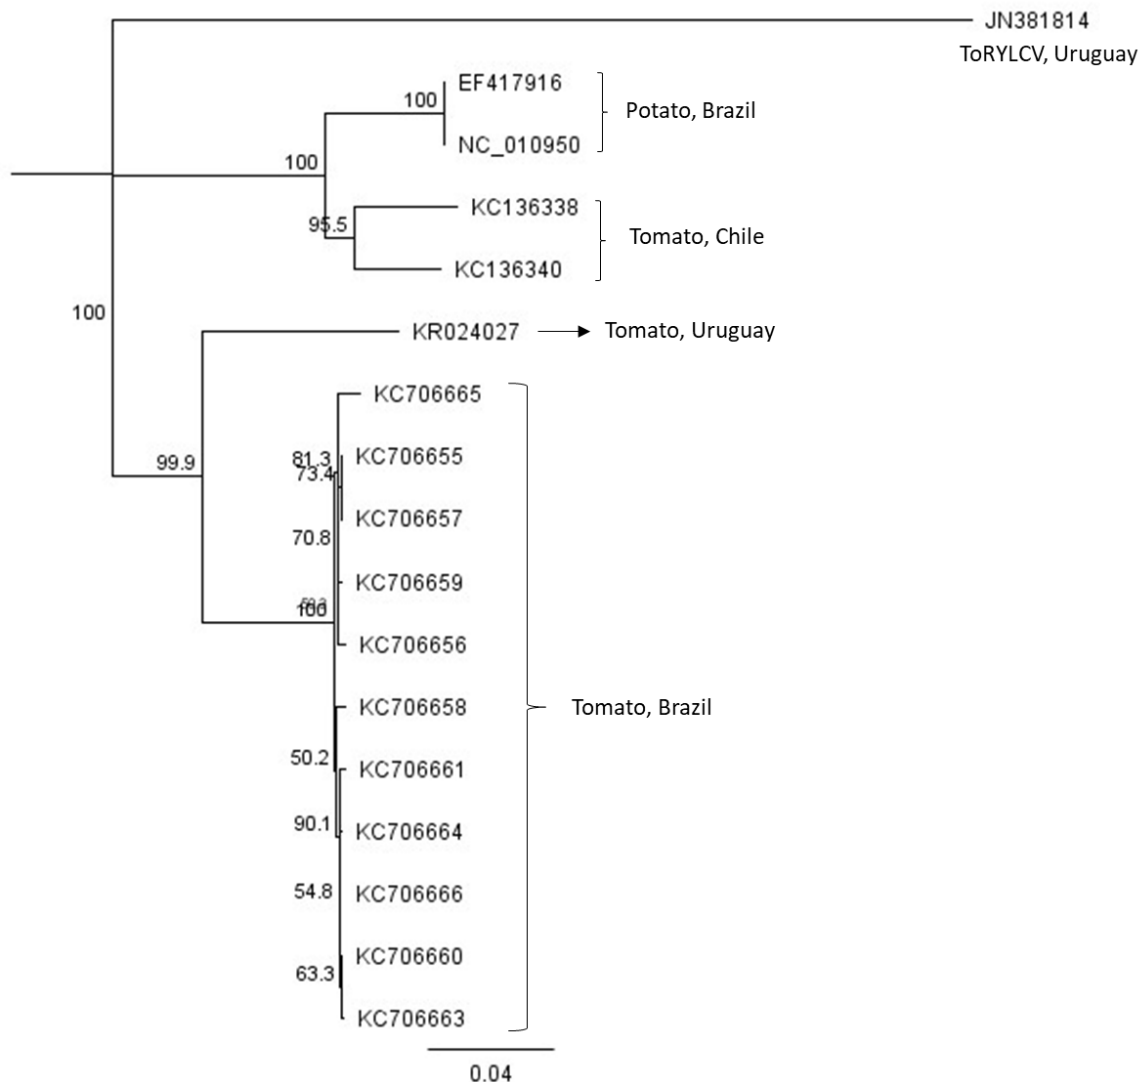 JN381814
ToRYLCV, Uruguay
EF417916
100
Potato, Brazil
NC_010950
100
KC136338
95.5
Tomato, Chile
KC136340
100
KR024027
Tomato, Uruguay
KC706665
99.9
81.3
KC706655
73.4
KC706657
70.8
KC706659
100
KC706656
KC706658
Tomato, Brazil
50.2
KC706661
90.1
KC706664
54.8
KC706666
KC706660
63.3
KC706663
0.04